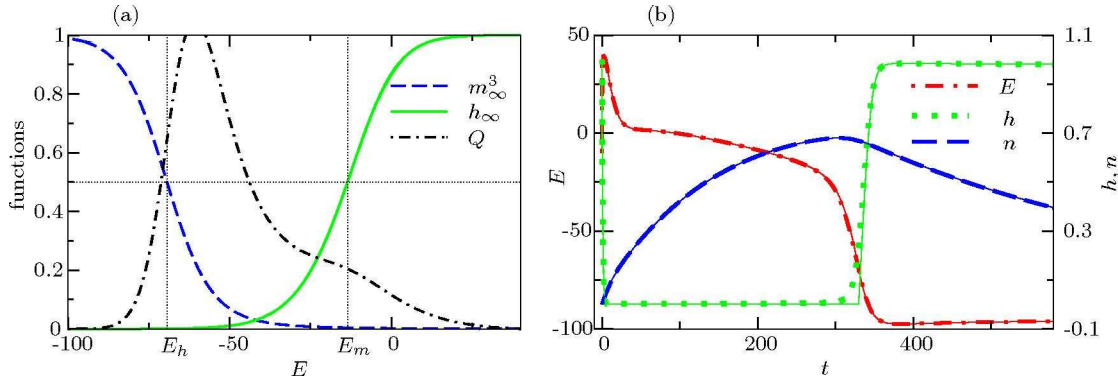 (a)
1
0.8
0.6
0.4
0.2
0
functions
-100
E_h
-50
E_m
0
E
m^3_∞
h_∞
Q
(b)
50
0
-50
-100
E
0
200
400
t
1.1
0.7
0.3
-0.1
h, n
E
h
n